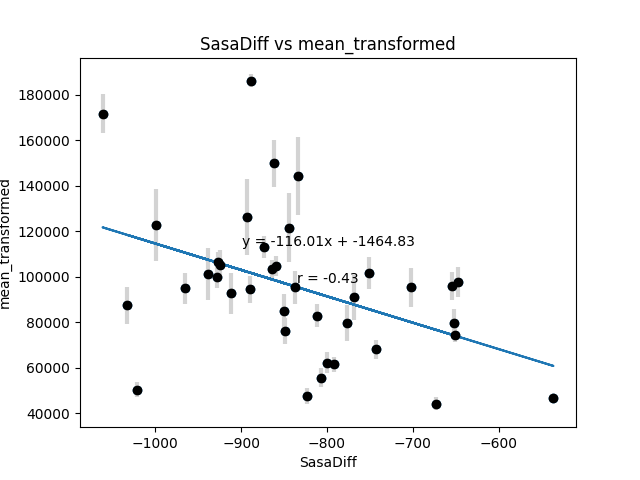 SasaDiff vs mean_transformed
mean_transformed
180000
160000
140000
120000
100000
80000
60000
40000
y = -116.01x + -1464.83
r = -0.43
−1000
−900
−800
−700
−600
SasaDiff